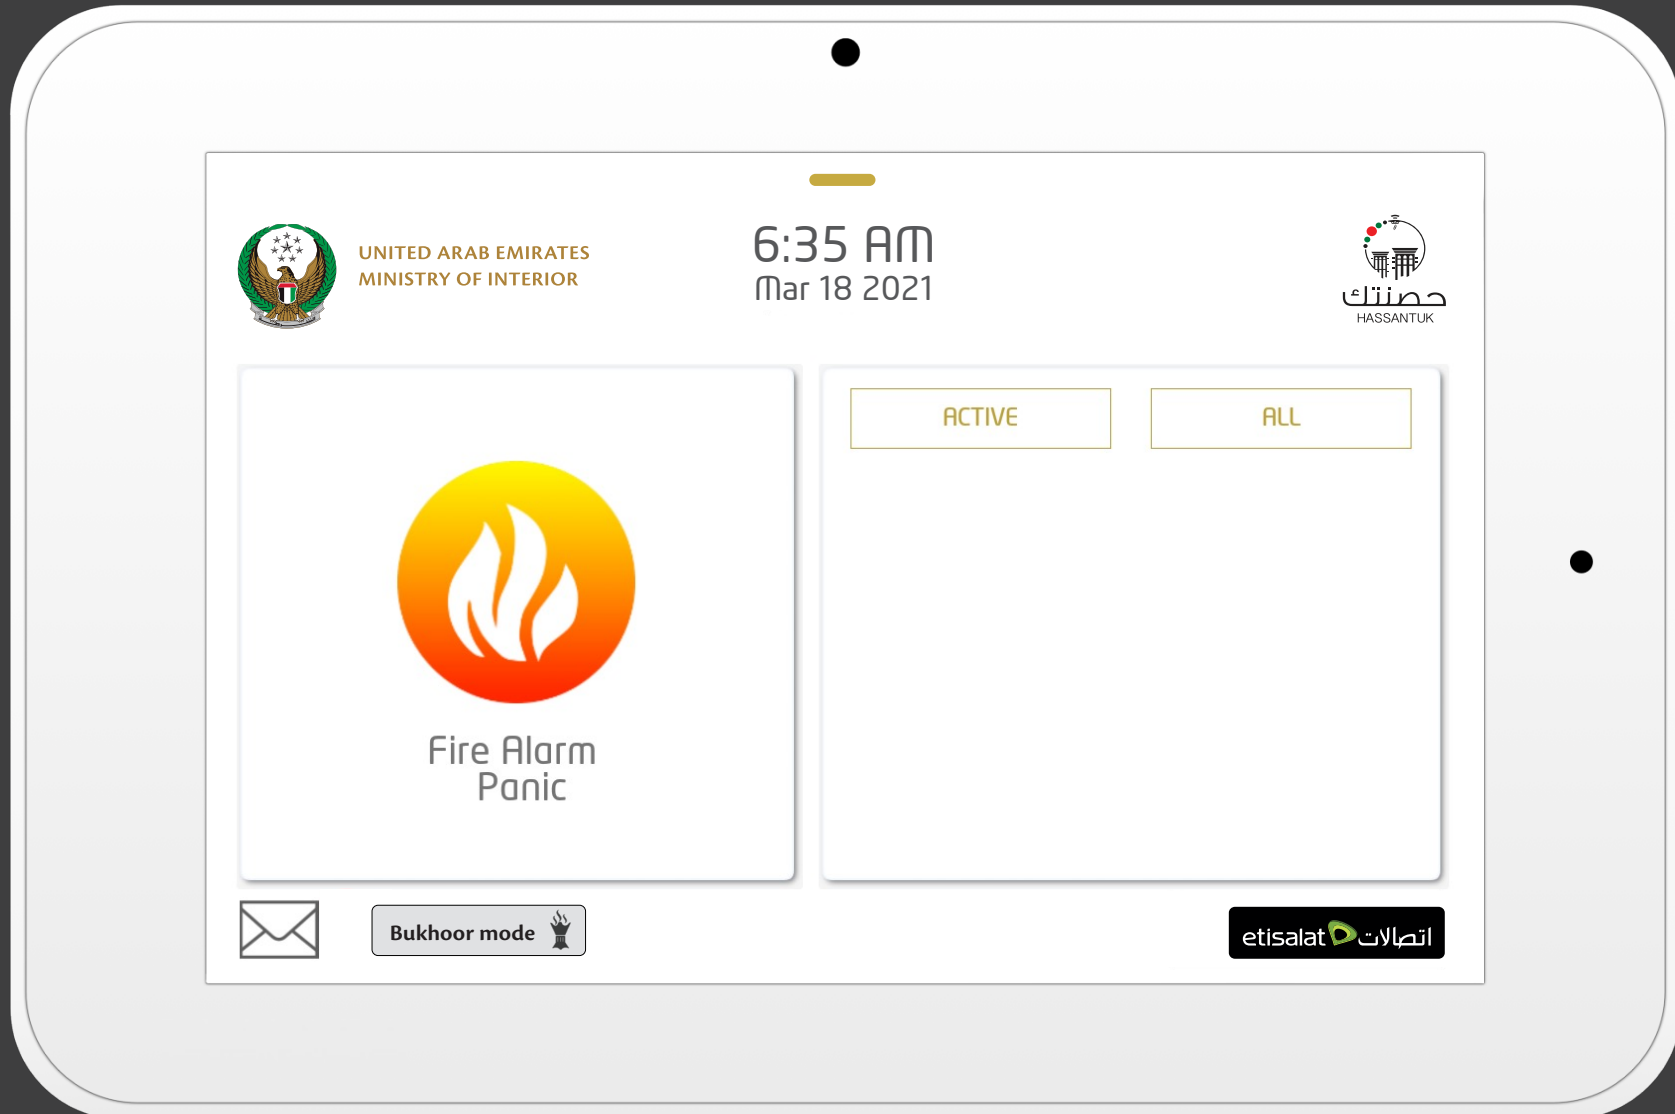 UNITED ARAB EMIRATES
MINISTRY OF INTERIOR
6:35 AM
Mar 18 2021
حصنتك
HASSANTUK
ACTIVE
ALL
Fire Alarm
Panic
Bukhoor mode
etisalat اتصالات